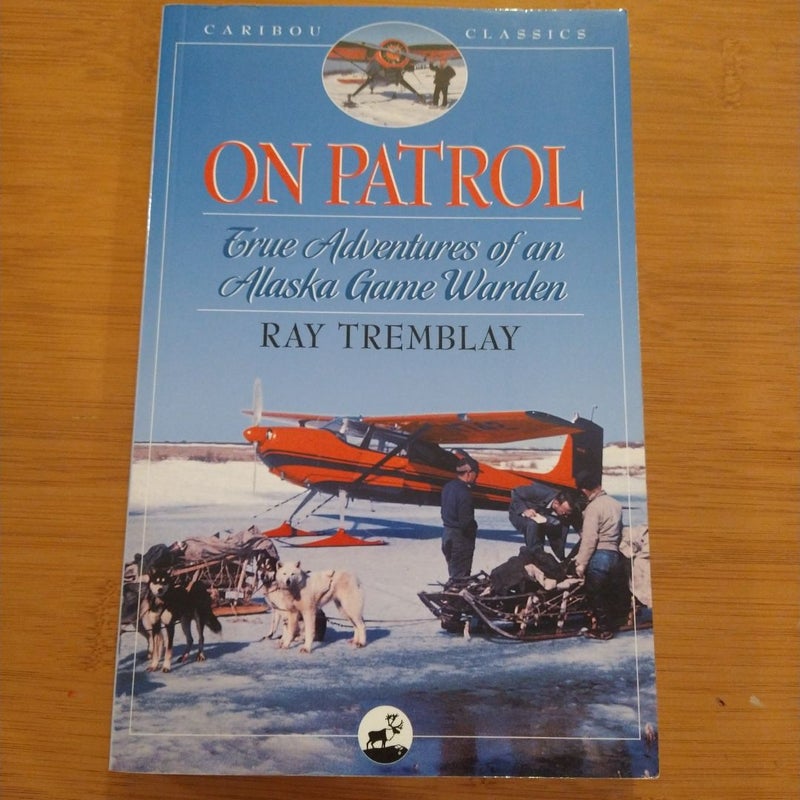 CARIBOU CLASSICS
ON PATROL
True Adventures of an
Alaska Game Warden
RAY TREMBLAY